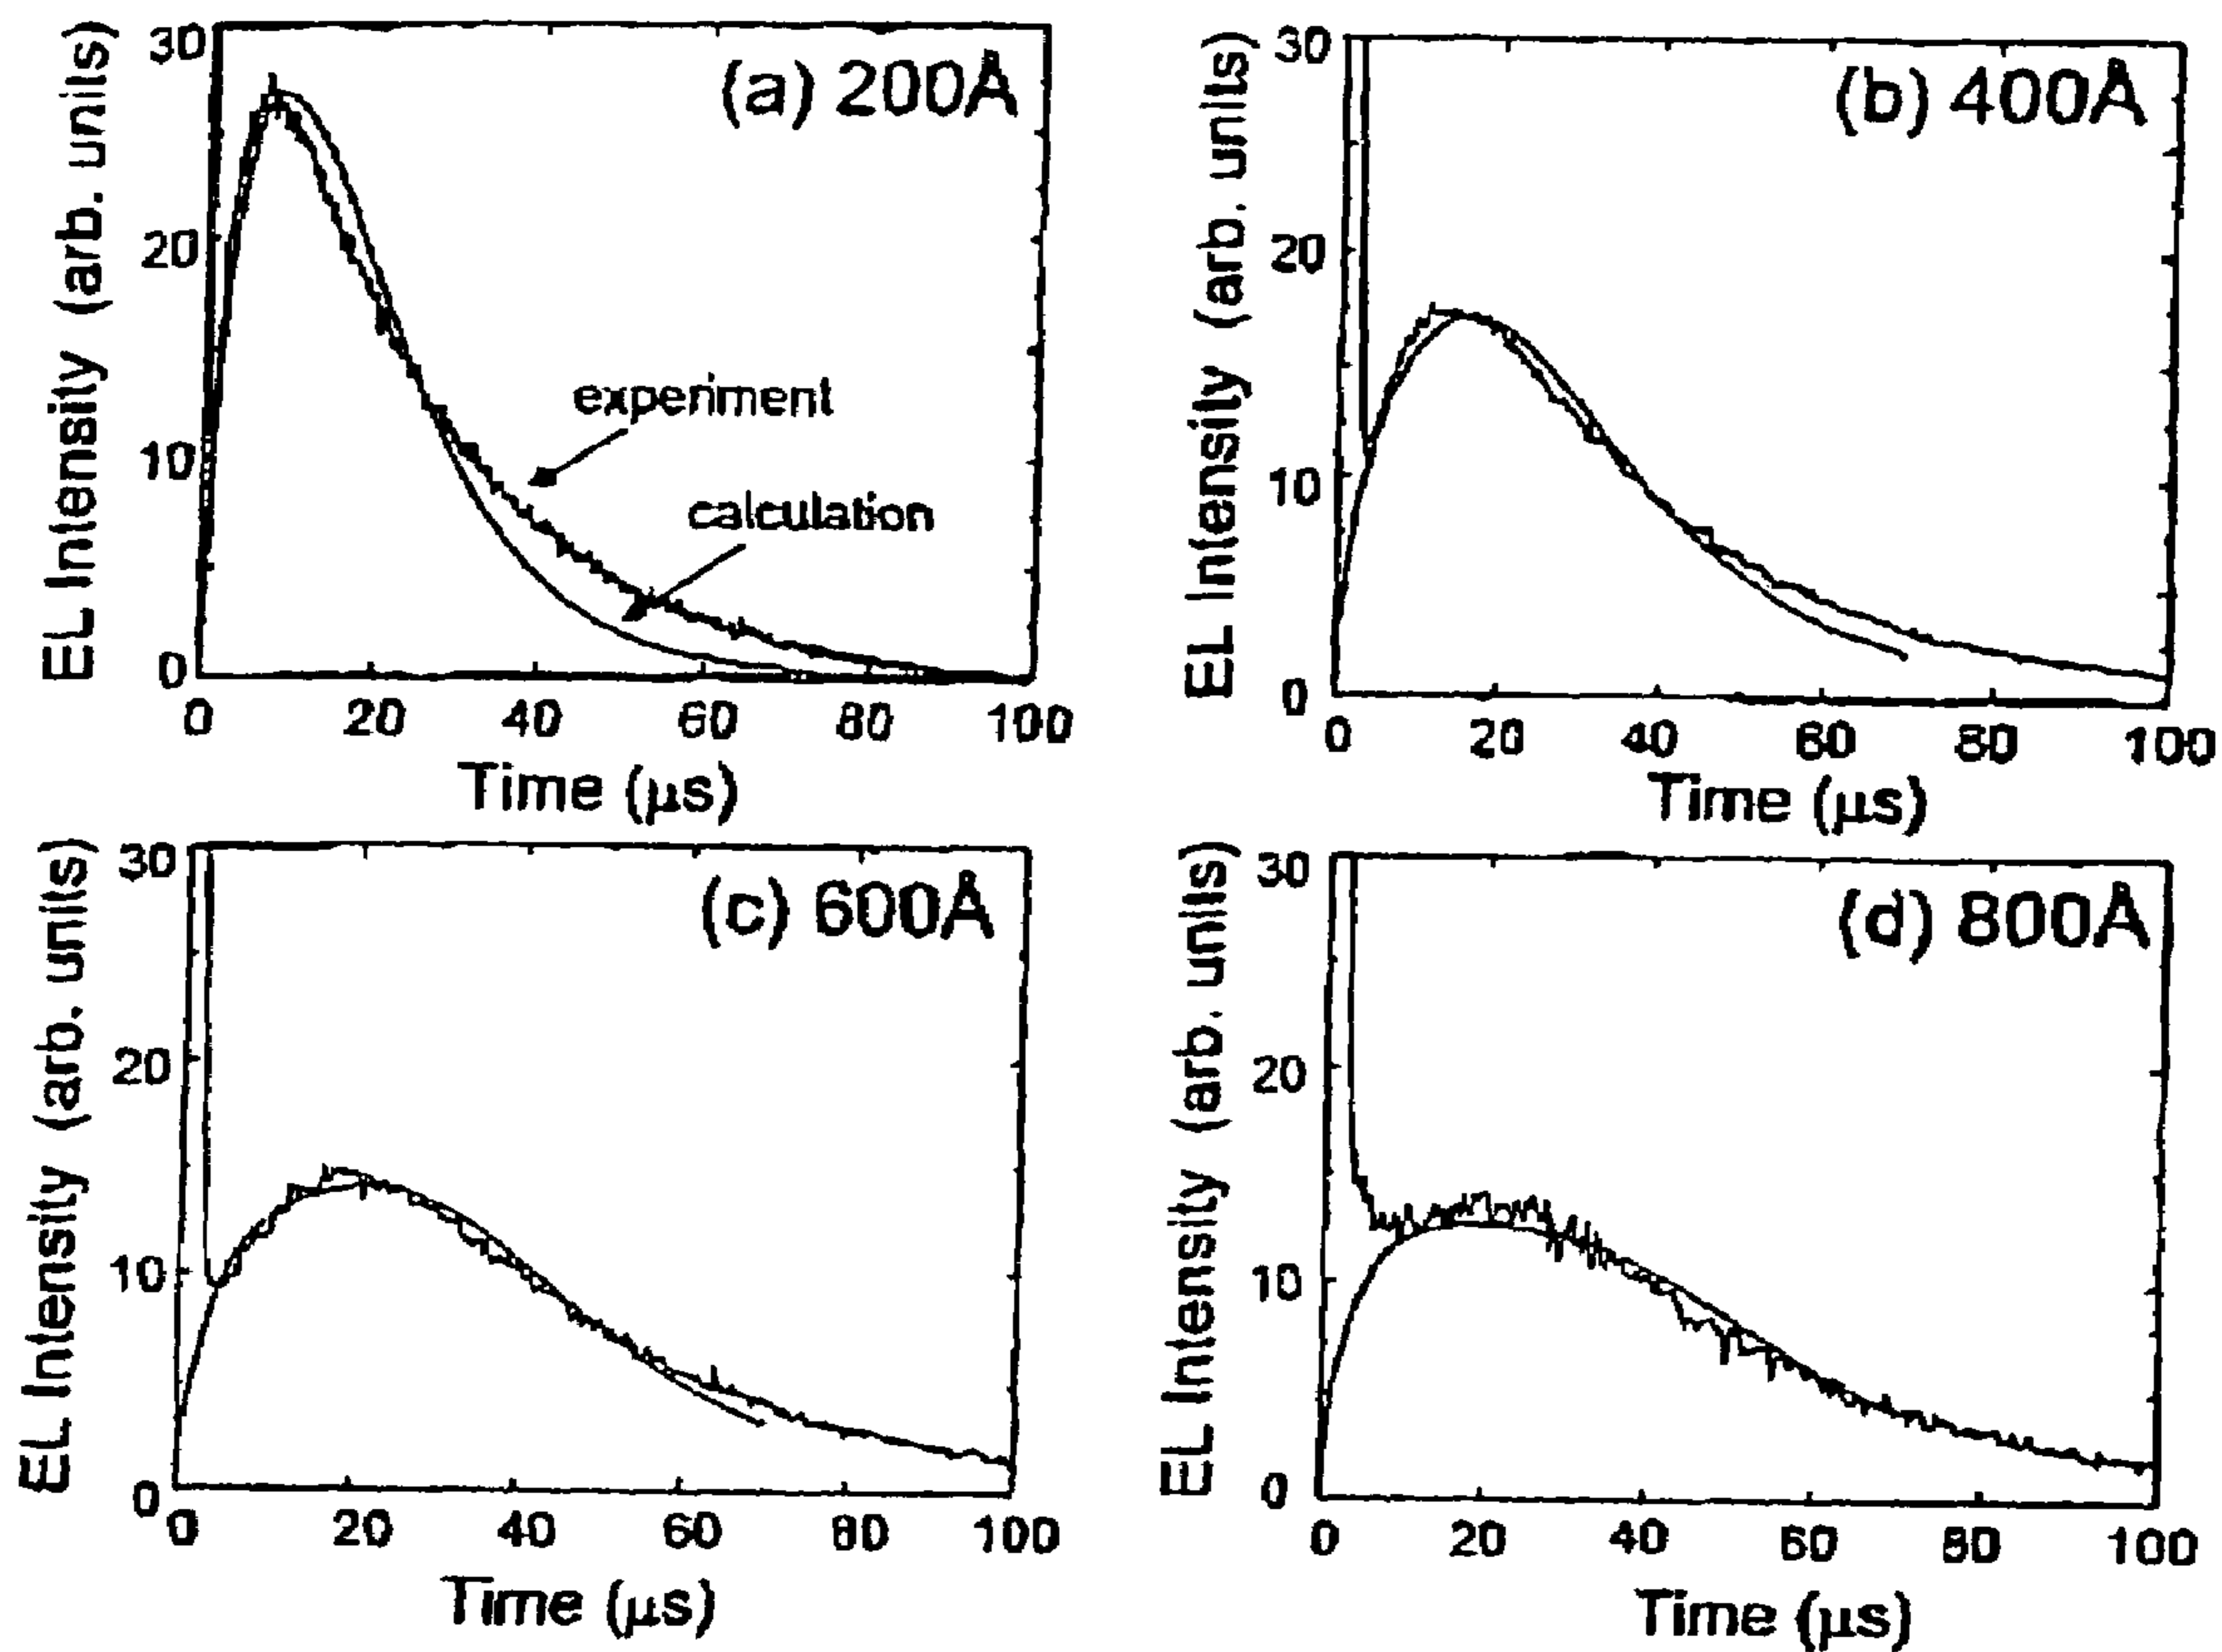 EL Intensity (arb. units)
30
20
10
0
(a) 200Å
experiment
calculation
0 20 40 60 80 100
Time (μs)
EL Intensity (arb. units)
30
20
10
0
(b) 400Å
0 20 40 60 80 100
Time (μs)
EL Intensity (arb. units)
30
20
10
0
(c) 600Å
0 20 40 60 80 100
Time (μs)
EL Intensity (arb. units)
30
20
10
0
(d) 800Å
0 20 40 60 80 100
Time (μs)